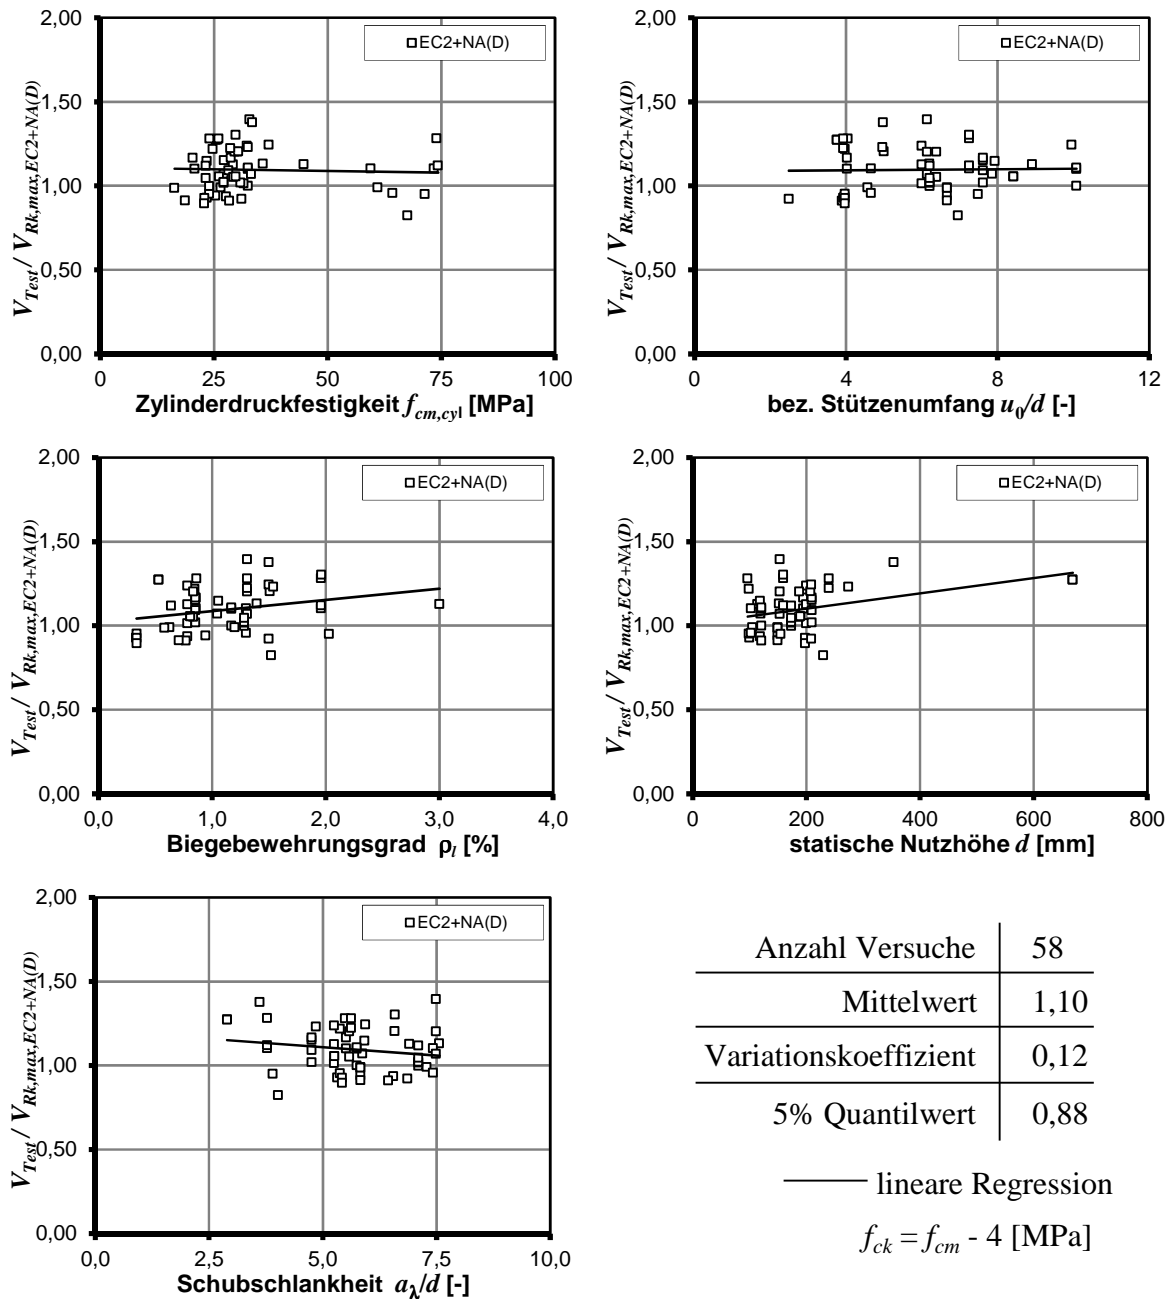 2,00
1,50
1,00
0,50
0,00
V_Test / V_Rk,max,EC2+NA(D)
EC2+NA(D)
0 25 50 75 100
Zylinderdruckfestigkeit f_cm,cyl [MPa]
2,00
1,50
1,00
0,50
0,00
V_Test / V_Rk,max,EC2+NA(D)
EC2+NA(D)
0 4 8 12
bez. Stützenumfang u_0/d [-]
2,00
1,50
1,00
0,50
0,00
V_Test / V_Rk,max,EC2+NA(D)
EC2+NA(D)
0,0 1,0 2,0 3,0 4,0
Biegebewehrungsgrad ρ_l [%]
2,00
1,50
1,00
0,50
0,00
V_Test / V_Rk,max,EC2+NA(D)
EC2+NA(D)
0 200 400 600 800
statische Nutzhöhe d [mm]
2,00
1,50
1,00
0,50
0,00
V_Test / V_Rk,max,EC2+NA(D)
EC2+NA(D)
0,0 2,5 5,0 7,5 10,0
Schubschlankheit a_λ/d [-]
Anzahl Versuche 58
Mittelwert 1,10
Variationskoeffizient 0,12
5% Quantilwert 0,88
lineare Regression
f_ck = f_cm - 4 [MPa]